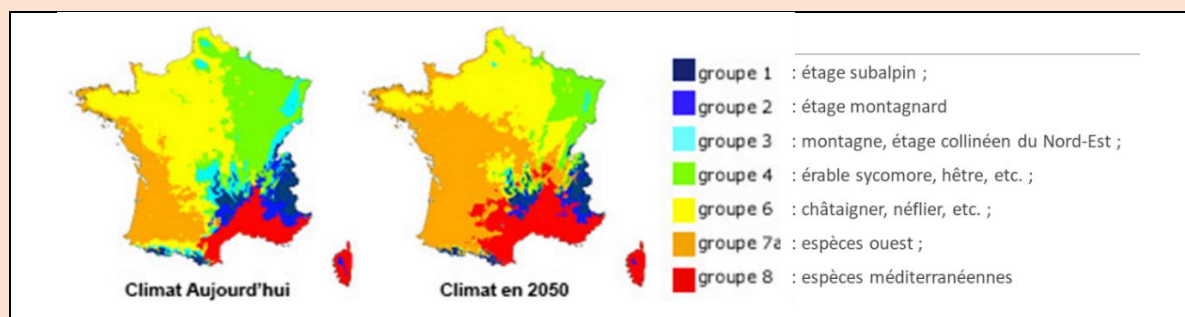 groupe 1 : étage subalpin ;
groupe 2 : étage montagnard
groupe 3 : montagne, étage collinéen du Nord-Est ;
groupe 4 : érable sycomore, hêtre, etc. ;
groupe 6 : châtaigner, néflier, etc. ;
groupe 7a : espèces ouest ;
groupe 8 : espèces méditerranéennes
Climat Aujourd'hui
Climat en 2050